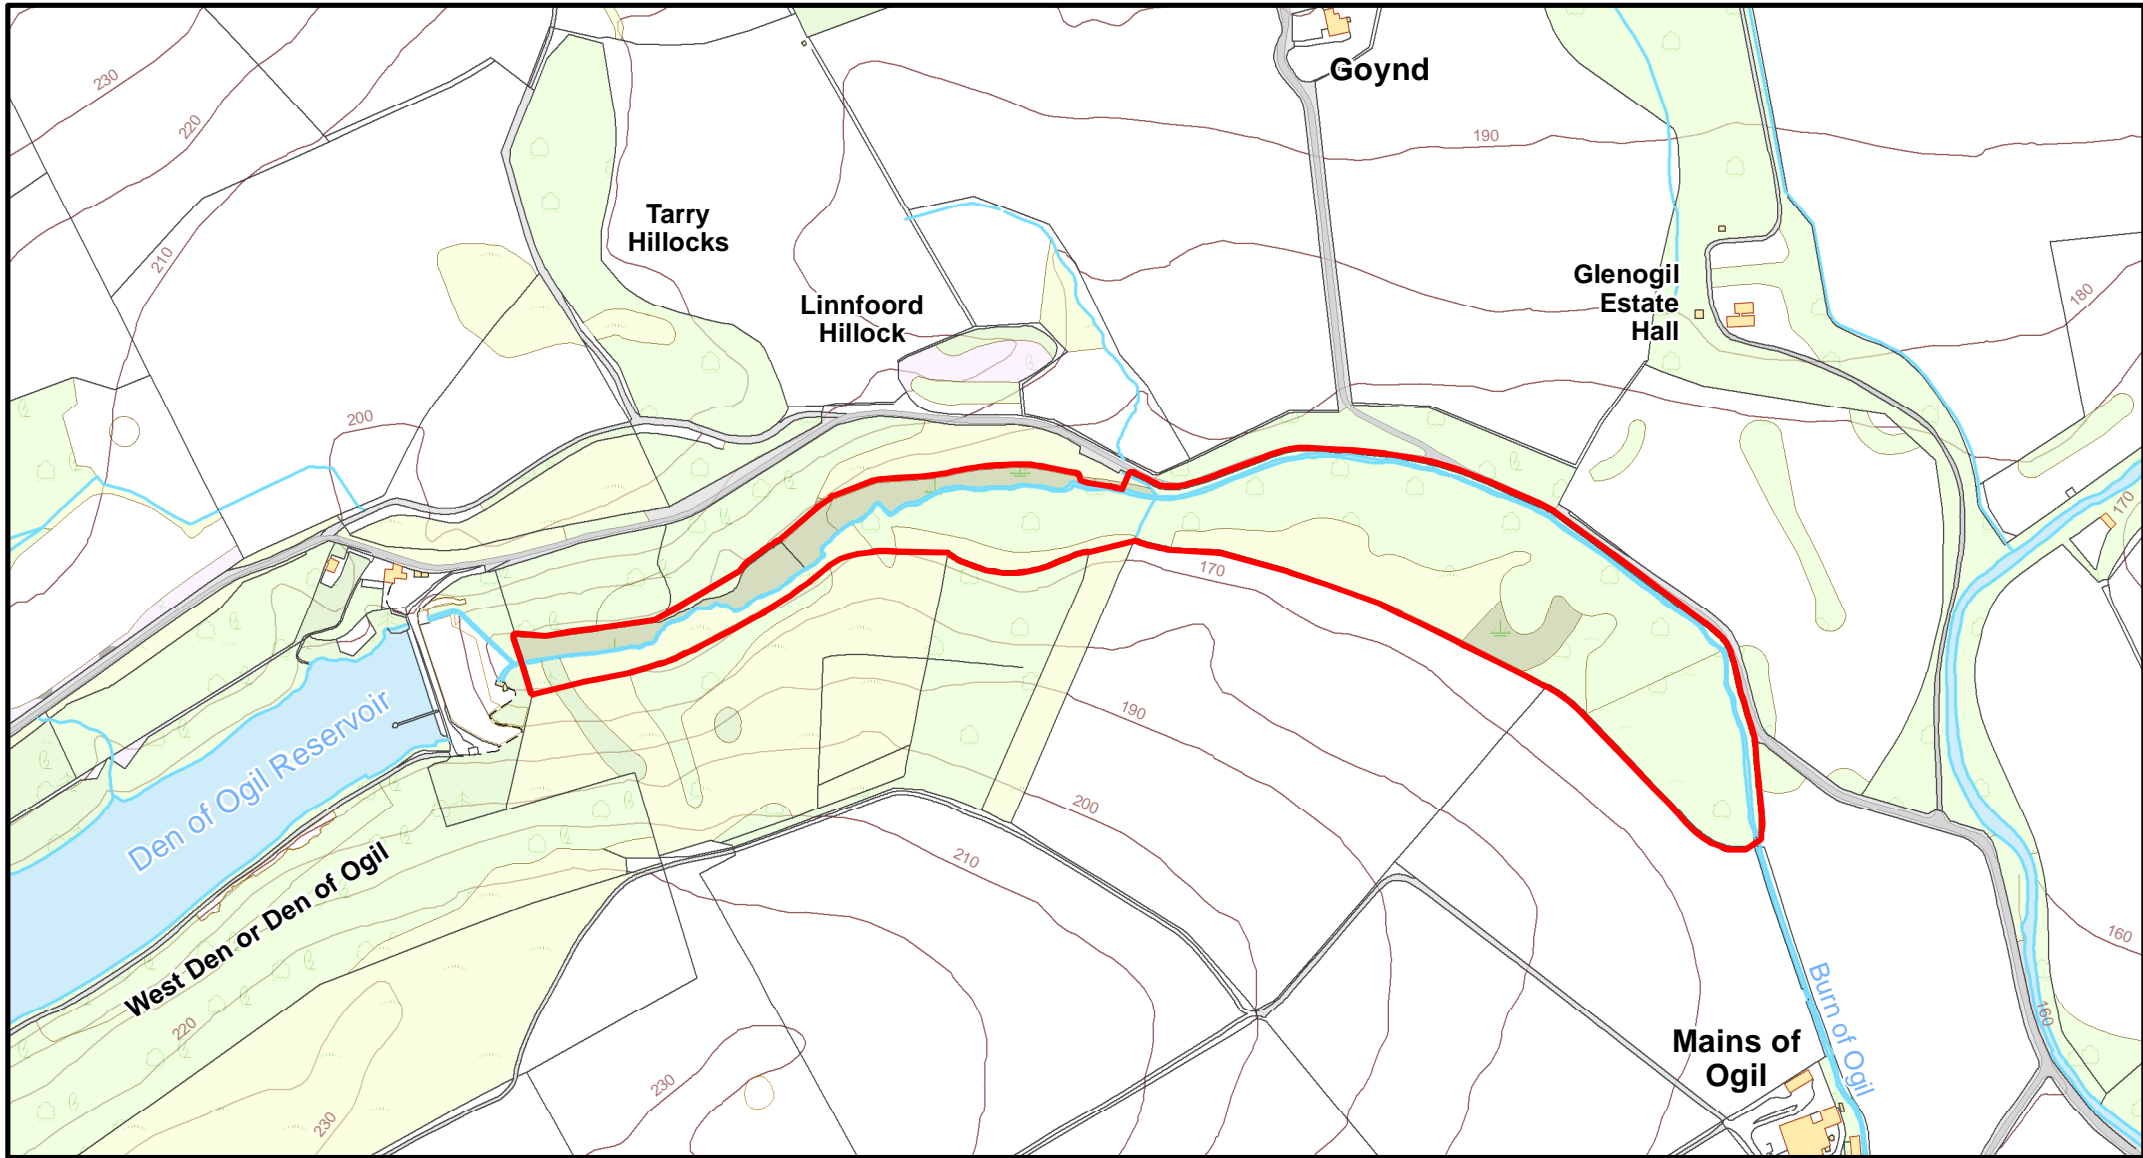 Goynd
230
220
190
Tarry
Hillocks
210
Glenogil
Estate
Hall
180
Linnfoord
Hillock
200
170
170
190
Den of Ogil Reservoir
200
210
West Den or Den of Ogil
160
160
220
Burn of Ogil
Mains of
Ogil
230
230